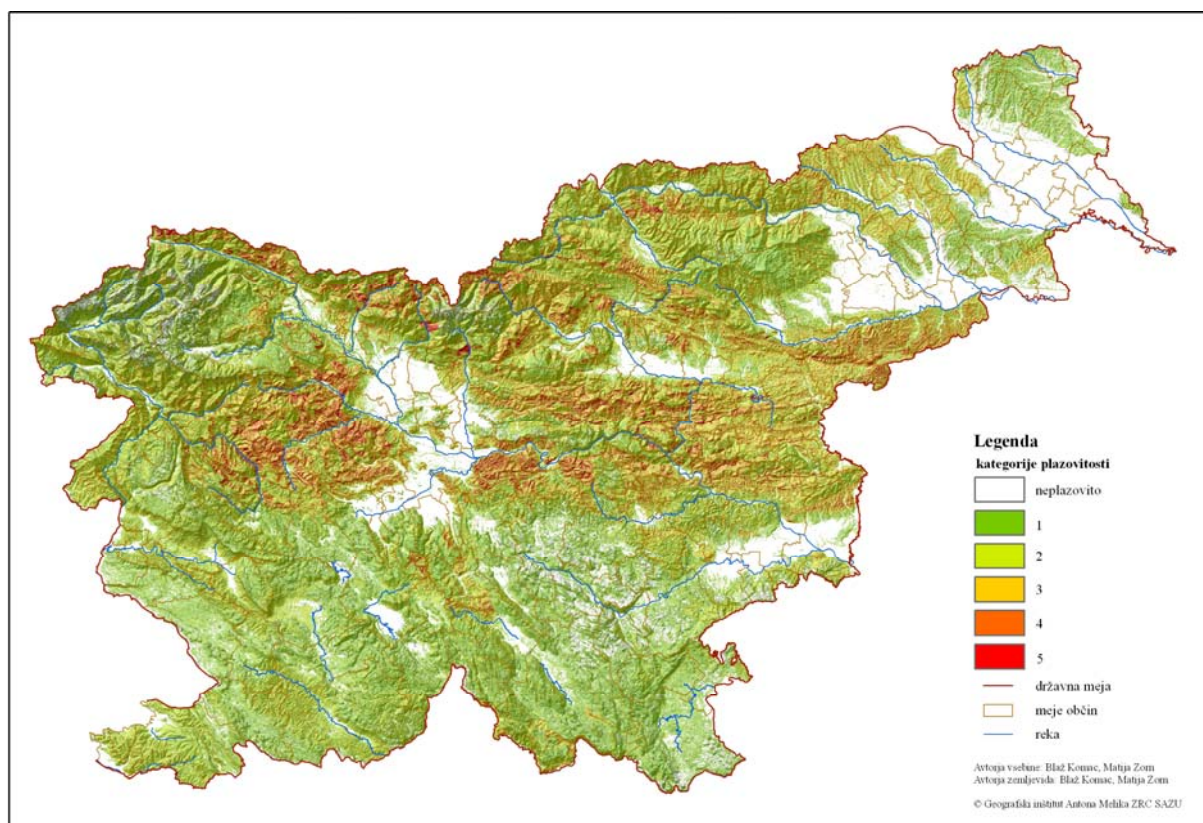 Legenda
kategorije plazovitosti
neplazovito
1
2
3
4
5
državna meja
meje občin
reka
Avtorja vsebine: Blaž Komac, Matija Zorn
Avtorja zemljevida: Blaž Komac, Matija Zorn
© Geografski inštitut Antona Melika ZRC SAZU